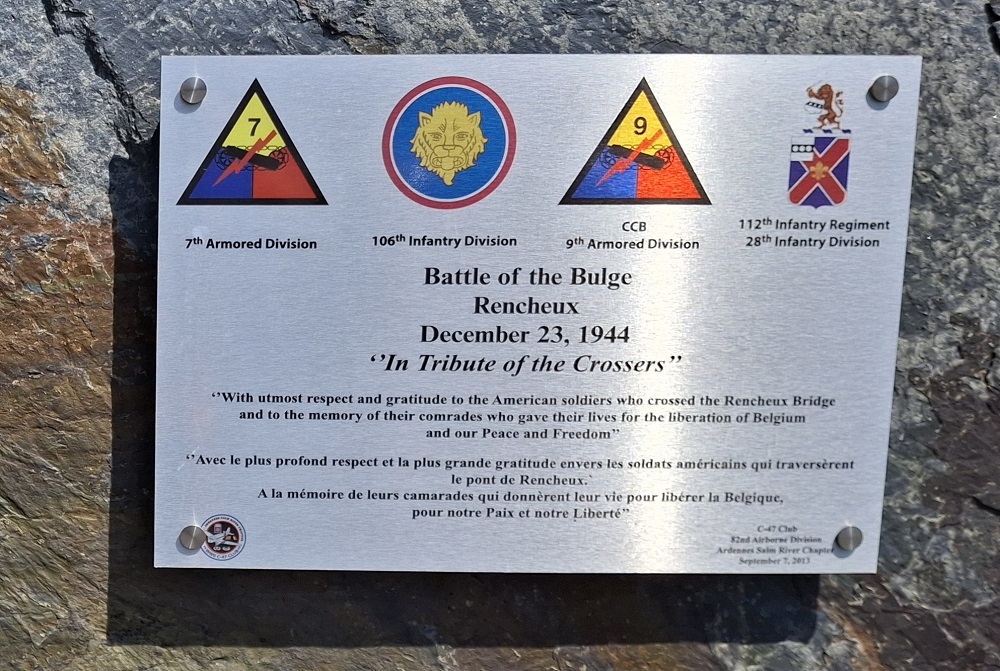 7
9
7th Armored Division
106th Infantry Division
CCB
9th Armored Division
112th Infantry Regiment
28th Infantry Division
Battle of the Bulge
Rencheux
December 23, 1944
‘’In Tribute of the Crossers’’
‘’With utmost respect and gratitude to the American soldiers who crossed the Rencheux Bridge
and to the memory of their comrades who gave their lives for the liberation of Belgium
and our Peace and Freedom’’
‘’Avec le plus profond respect et la plus grande gratitude envers les soldats américains qui traversèrent
le pont de Rencheux.`
A la mémoire de leurs camarades qui donnèrent leur vie pour libérer la Belgique,
pour notre Paix et notre Liberté’’
C-47 Club
82nd Airborne Division
Ardennes Salm River Chapter
September 7, 2013